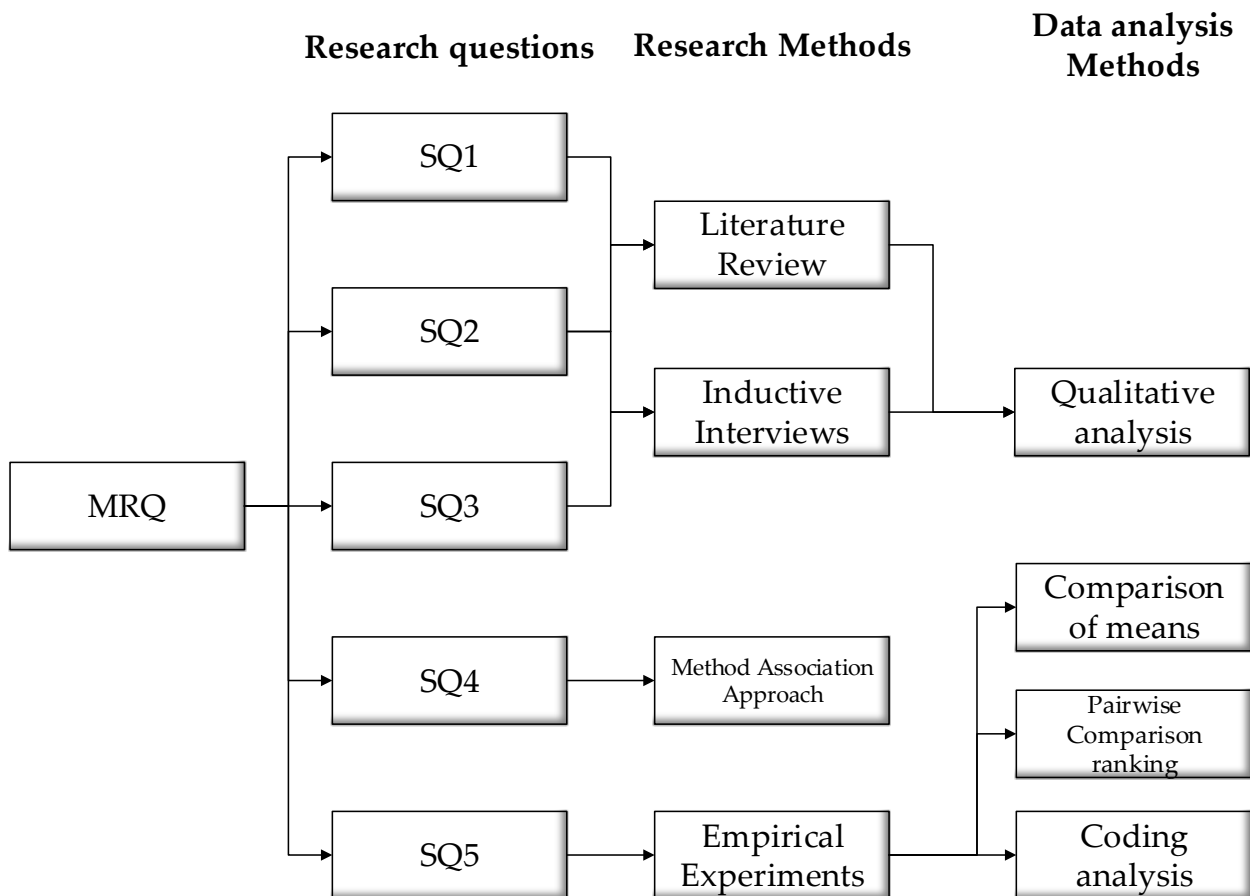 Research questions
Research Methods
Data analysis
Methods
SQ1
Literature
Review
SQ2
Inductive
Interviews
Qualitative
analysis
MRQ
SQ3
Comparison
of means
SQ4
Method Association
Approach
Pairwise
Comparison
ranking
SQ5
Empirical
Experiments
Coding
analysis